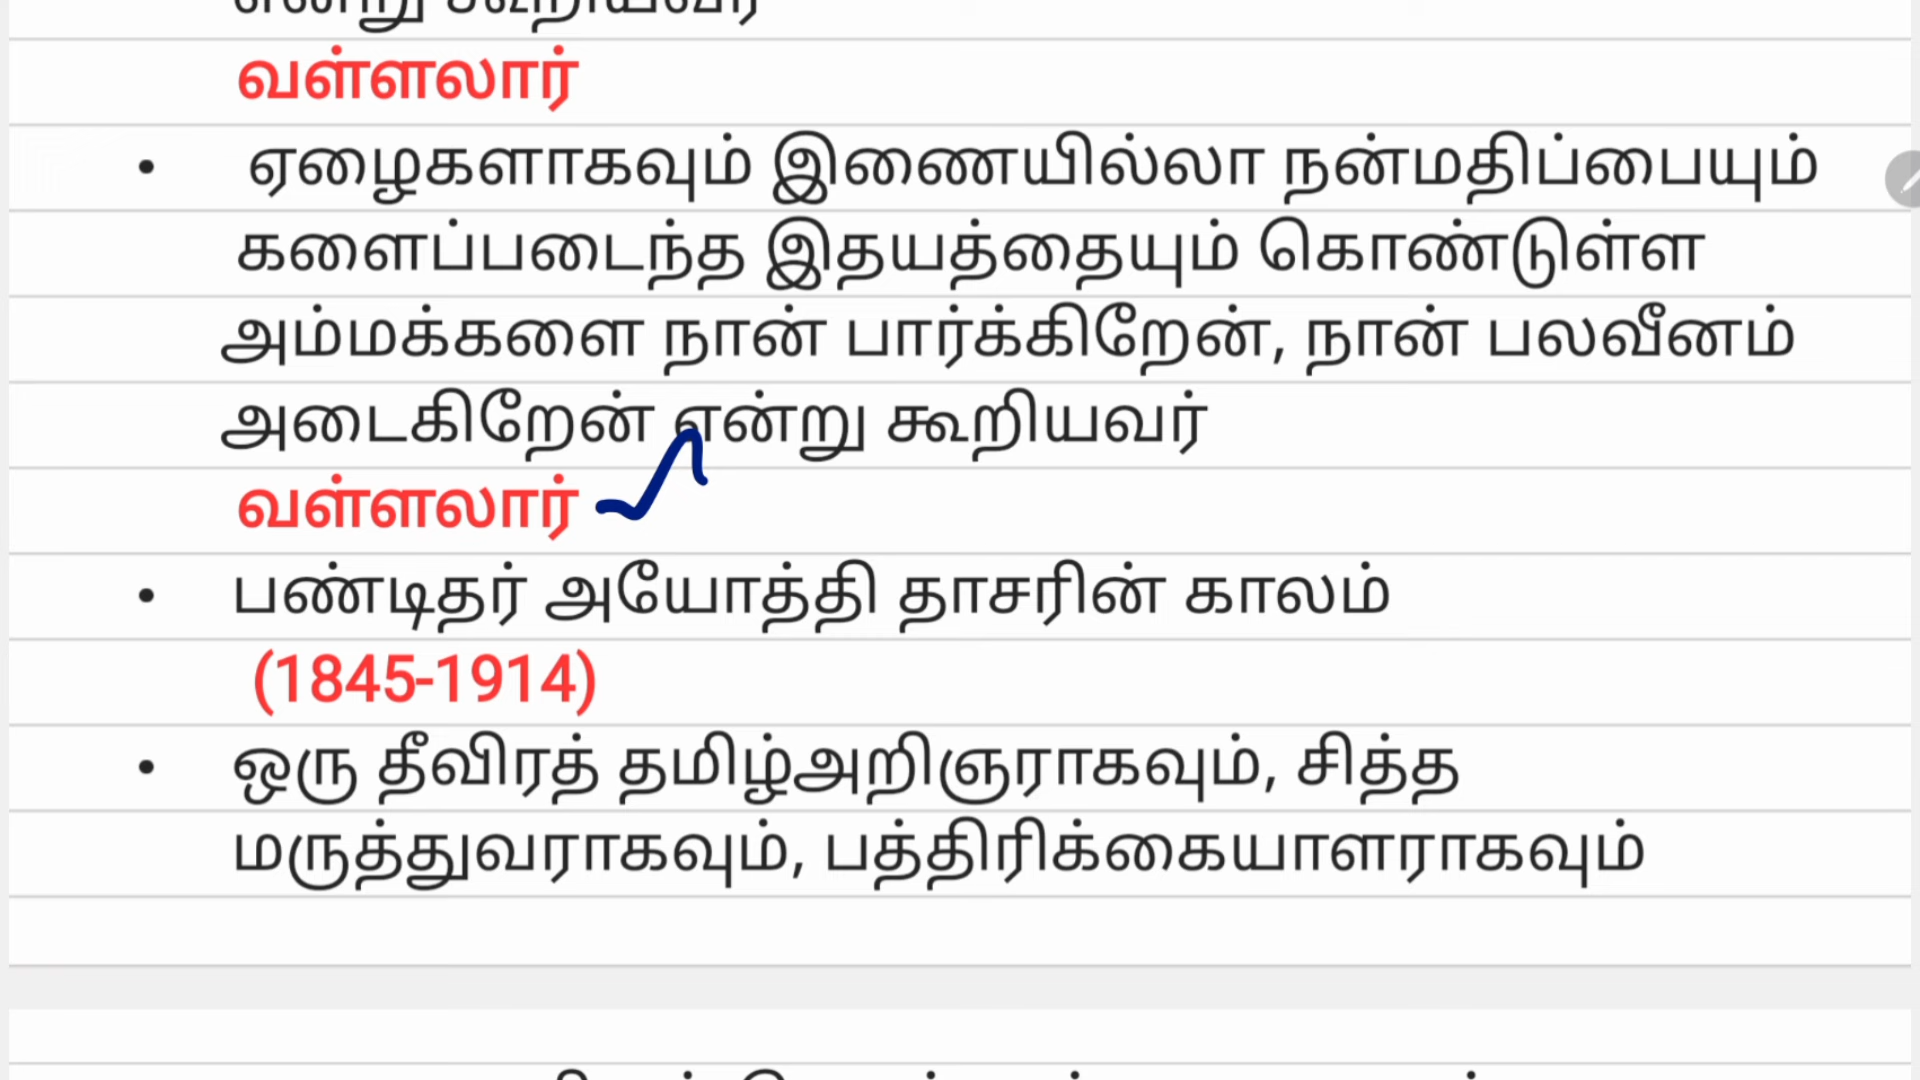 என்று கூறியவர்
வள்ளலார்
• ஏழைகளாகவும் இணையில்லா நன்மதிப்பையும்
களைப்படைந்த இதயத்தையும் கொண்டுள்ள
அம்மக்களை நான் பார்க்கிறேன், நான் பலவீனம்
அடைகிறேன் என்று கூறியவர்
வள்ளலார்
• பண்டிதர் அயோத்தி தாசரின் காலம்
(1845-1914)
• ஒரு தீவிரத் தமிழ்அறிஞராகவும், சித்த
மருத்துவராகவும், பத்திரிக்கையாளராகவும்